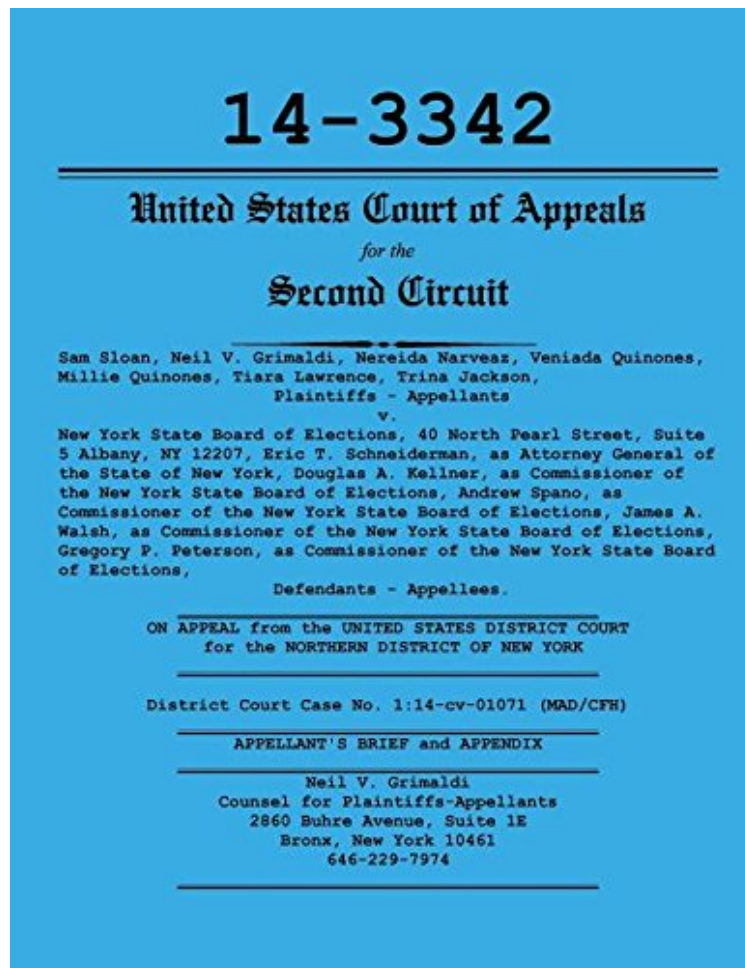 14-3342
United States Court of Appeals
for the
Second Circuit
Sam Sloan, Neil V. Grimaldi, Nereida Narveaz, Veniada Quinones,
Millie Quinones, Tiara Lawrence, Trina Jackson,
Plaintiffs - Appellants
v.
New York State Board of Elections, 40 North Pearl Street, Suite
5 Albany, NY 12207, Eric T. Schneiderman, as Attorney General of
the State of New York, Douglas A. Kellner, as Commissioner of
the New York State Board of Elections, Andrew Spano, as
Commissioner of the New York State Board of Elections, James A.
Walsh, as Commissioner of the New York State Board of Elections,
Gregory P. Peterson, as Commissioner of the New York State Board
of Elections,
Defendants - Appellees.
ON APPEAL from the UNITED STATES DISTRICT COURT
for the NORTHERN DISTRICT OF NEW YORK
District Court Case No. 1:14-cv-01071 (MAD/CFH)
APPELLANT'S BRIEF and APPENDIX
Neil V. Grimaldi
Counsel for Plaintiffs-Appellants
2860 Buhre Avenue, Suite 1E
Bronx, New York 10461
646-229-7974